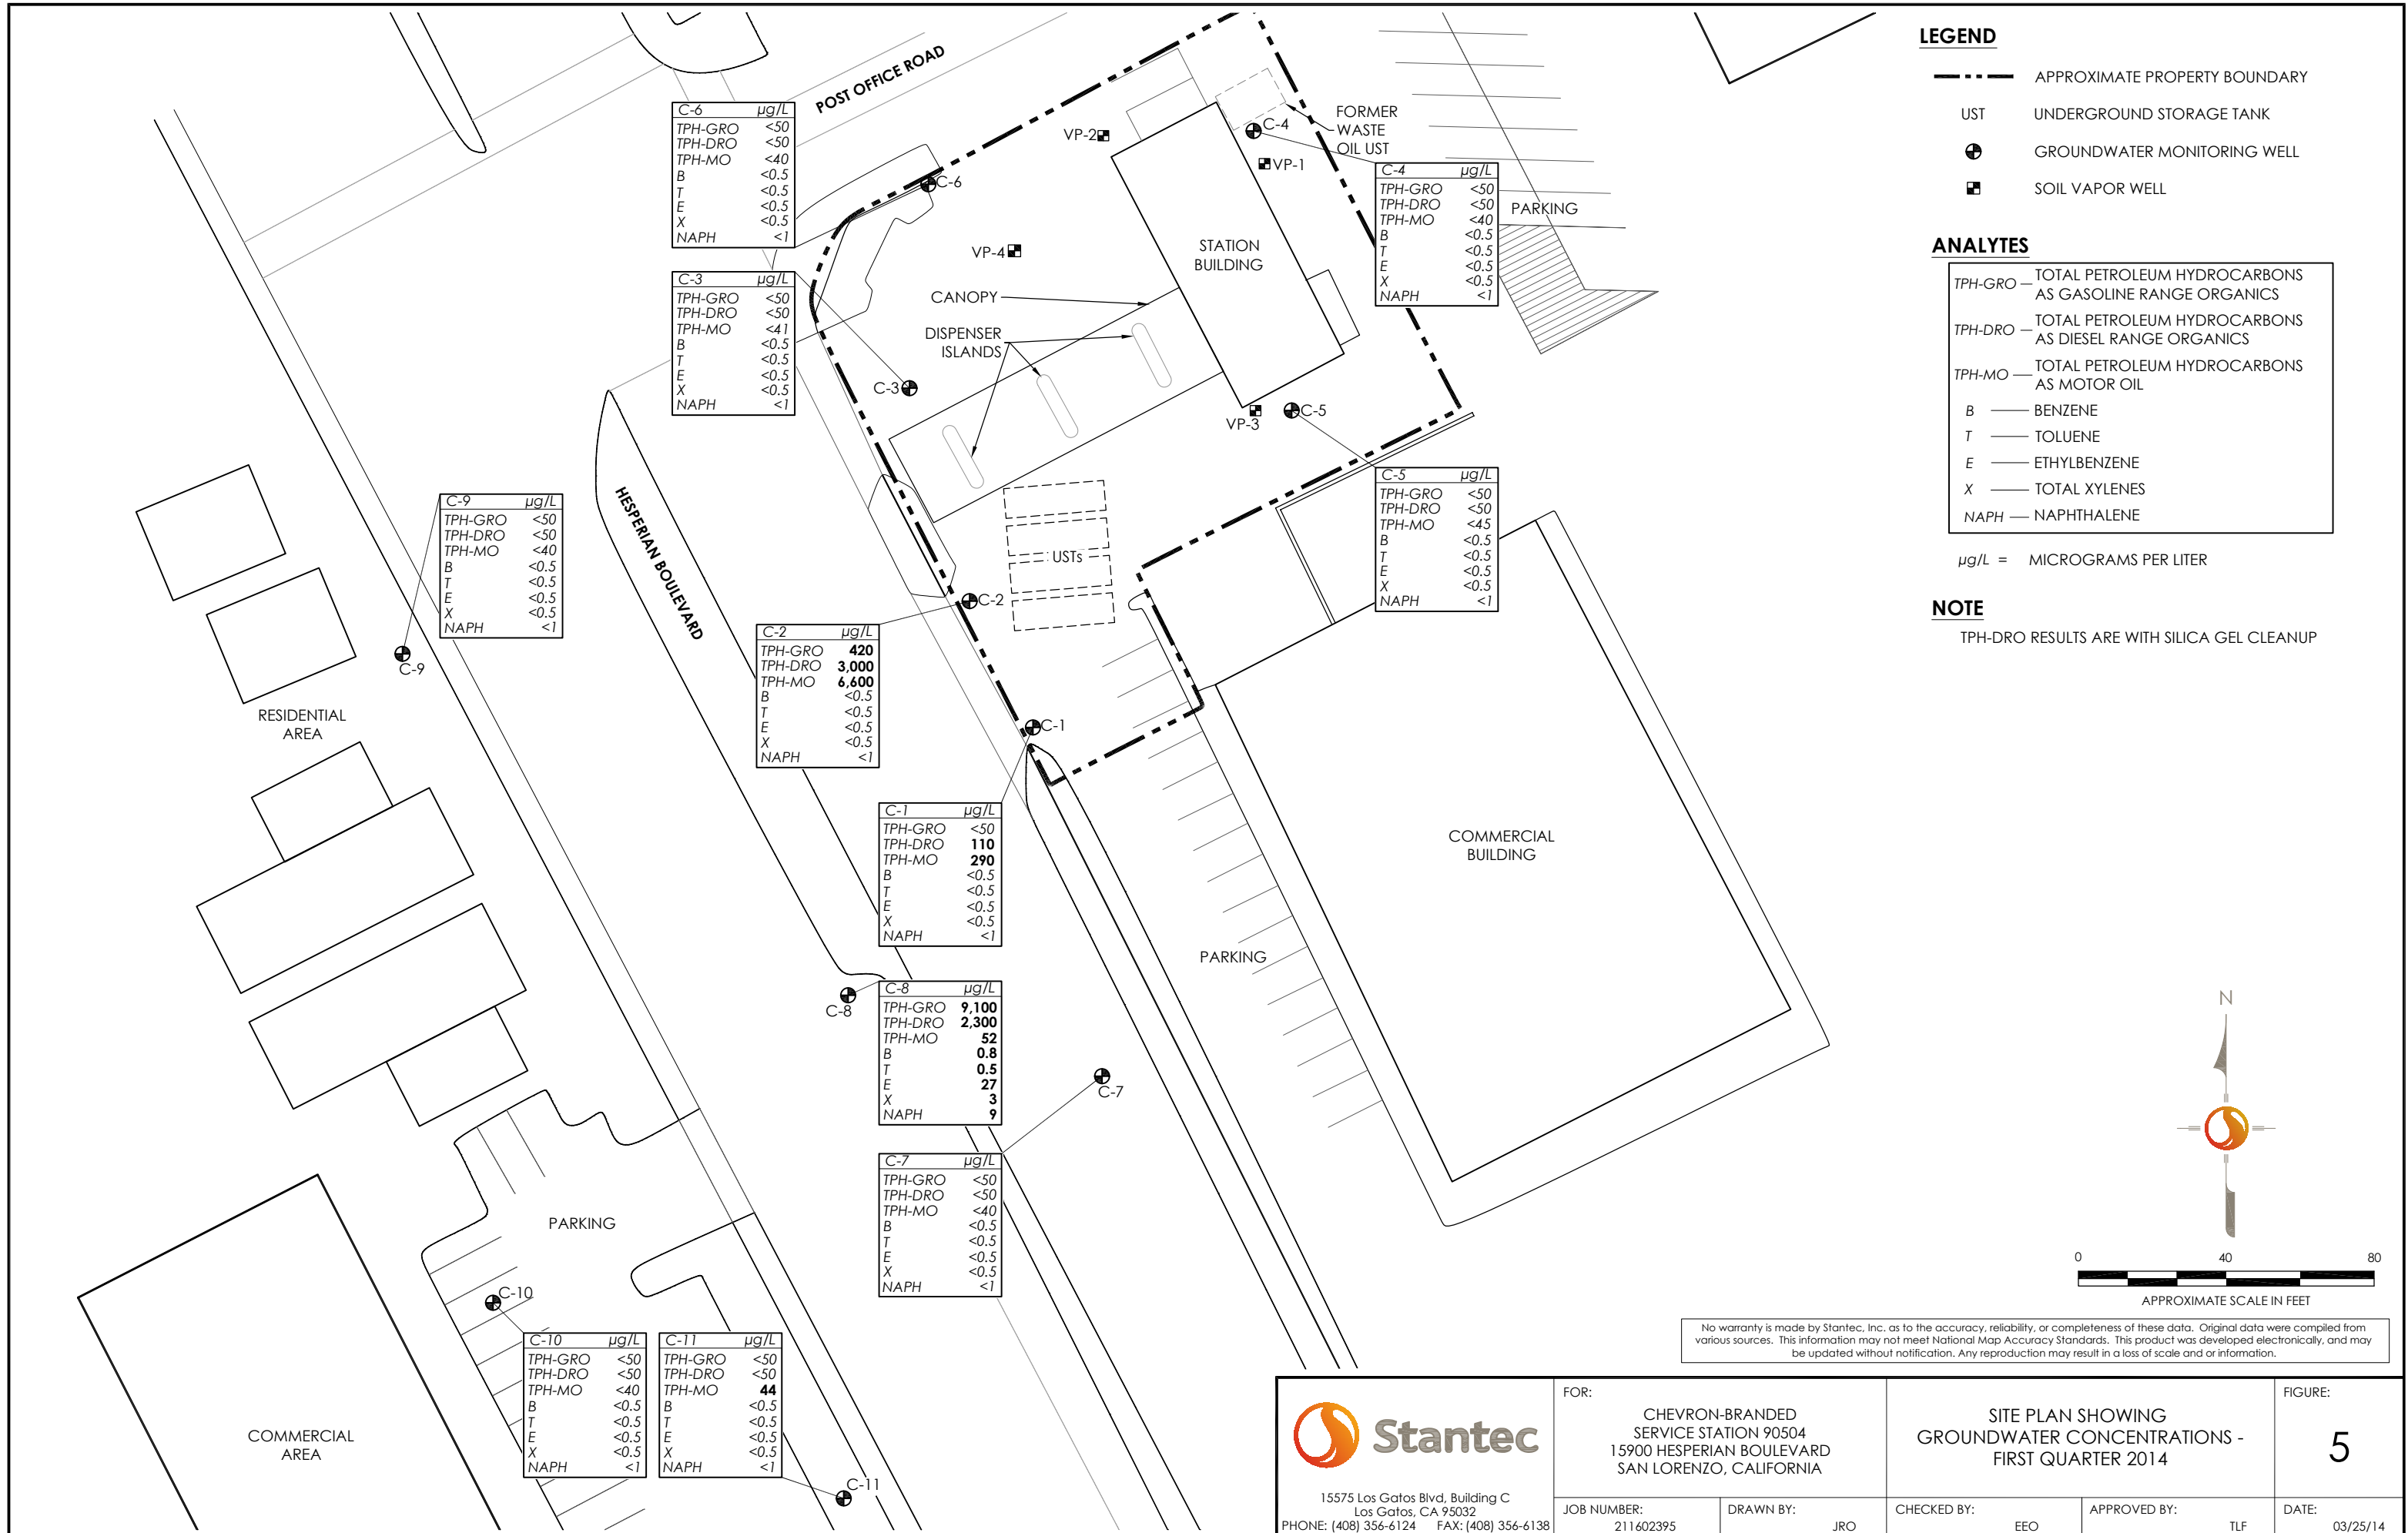 POST OFFICE ROAD
C-6 µg/L
TPH-GRO <50
TPH-DRO <50
TPH-MO <40
B <0.5
T <0.5
E <0.5
X <0.5
NAPH <1
C-6
VP-2
C-4
FORMER
WASTE
OIL UST
VP-1
C-4 µg/L
TPH-GRO <50
TPH-DRO <50
TPH-MO <40
B <0.5
T <0.5
E <0.5
X <0.5
NAPH <1
PARKING
STATION
BUILDING
VP-4
CANOPY
DISPENSER
ISLANDS
C-3 µg/L
TPH-GRO <50
TPH-DRO <50
TPH-MO <41
B <0.5
T <0.5
E <0.5
X <0.5
NAPH <1
C-3
VP-3
C-5
C-5 µg/L
TPH-GRO <50
TPH-DRO <50
TPH-MO <45
B <0.5
T <0.5
E <0.5
X <0.5
NAPH <1
HESPERIAN BOULEVARD
USTs
C-9 µg/L
TPH-GRO <50
TPH-DRO <50
TPH-MO <40
B <0.5
T <0.5
E <0.5
X <0.5
NAPH <1
C-9
C-2
C-2 µg/L
TPH-GRO 420
TPH-DRO 3,000
TPH-MO 6,600
B <0.5
T <0.5
E <0.5
X <0.5
NAPH <1
RESIDENTIAL
AREA
C-1
C-1 µg/L
TPH-GRO <50
TPH-DRO 110
TPH-MO 290
B <0.5
T <0.5
E <0.5
X <0.5
NAPH <1
COMMERCIAL
BUILDING
PARKING
C-8
C-8 µg/L
TPH-GRO 9,100
TPH-DRO 2,300
TPH-MO 52
B 0.8
T 0.5
E 27
X 3
NAPH 9
C-7
C-7 µg/L
TPH-GRO <50
TPH-DRO <50
TPH-MO <40
B <0.5
T <0.5
E <0.5
X <0.5
NAPH <1
PARKING
C-10
C-10 µg/L
TPH-GRO <50
TPH-DRO <50
TPH-MO <40
B <0.5
T <0.5
E <0.5
X <0.5
NAPH <1
C-11 µg/L
TPH-GRO <50
TPH-DRO <50
TPH-MO 44
B <0.5
T <0.5
E <0.5
X <0.5
NAPH <1
C-11
COMMERCIAL
AREA
LEGEND
APPROXIMATE PROPERTY BOUNDARY
UST UNDERGROUND STORAGE TANK
GROUNDWATER MONITORING WELL
SOIL VAPOR WELL
ANALYTES
TPH-GRO — TOTAL PETROLEUM HYDROCARBONS
AS GASOLINE RANGE ORGANICS
TPH-DRO — TOTAL PETROLEUM HYDROCARBONS
AS DIESEL RANGE ORGANICS
TPH-MO — TOTAL PETROLEUM HYDROCARBONS
AS MOTOR OIL
B — BENZENE
T — TOLUENE
E — ETHYLBENZENE
X — TOTAL XYLENES
NAPH — NAPHTHALENE
µg/L = MICROGRAMS PER LITER
NOTE
TPH-DRO RESULTS ARE WITH SILICA GEL CLEANUP
N
0 40 80
APPROXIMATE SCALE IN FEET
No warranty is made by Stantec, Inc. as to the accuracy, reliability, or completeness of these data. Original data were compiled from
various sources. This information may not meet National Map Accuracy Standards. This product was developed electronically, and may
be updated without notification. Any reproduction may result in a loss of scale and or information.
Stantec
15575 Los Gatos Blvd, Building C
Los Gatos, CA 95032
PHONE: (408) 356-6124 FAX: (408) 356-6138
FOR:
CHEVRON-BRANDED
SERVICE STATION 90504
15900 HESPERIAN BOULEVARD
SAN LORENZO, CALIFORNIA
SITE PLAN SHOWING
GROUNDWATER CONCENTRATIONS -
FIRST QUARTER 2014
FIGURE:
5
JOB NUMBER:
211602395
DRAWN BY:
JRO
CHECKED BY:
EEO
APPROVED BY:
TLF
DATE:
03/25/14